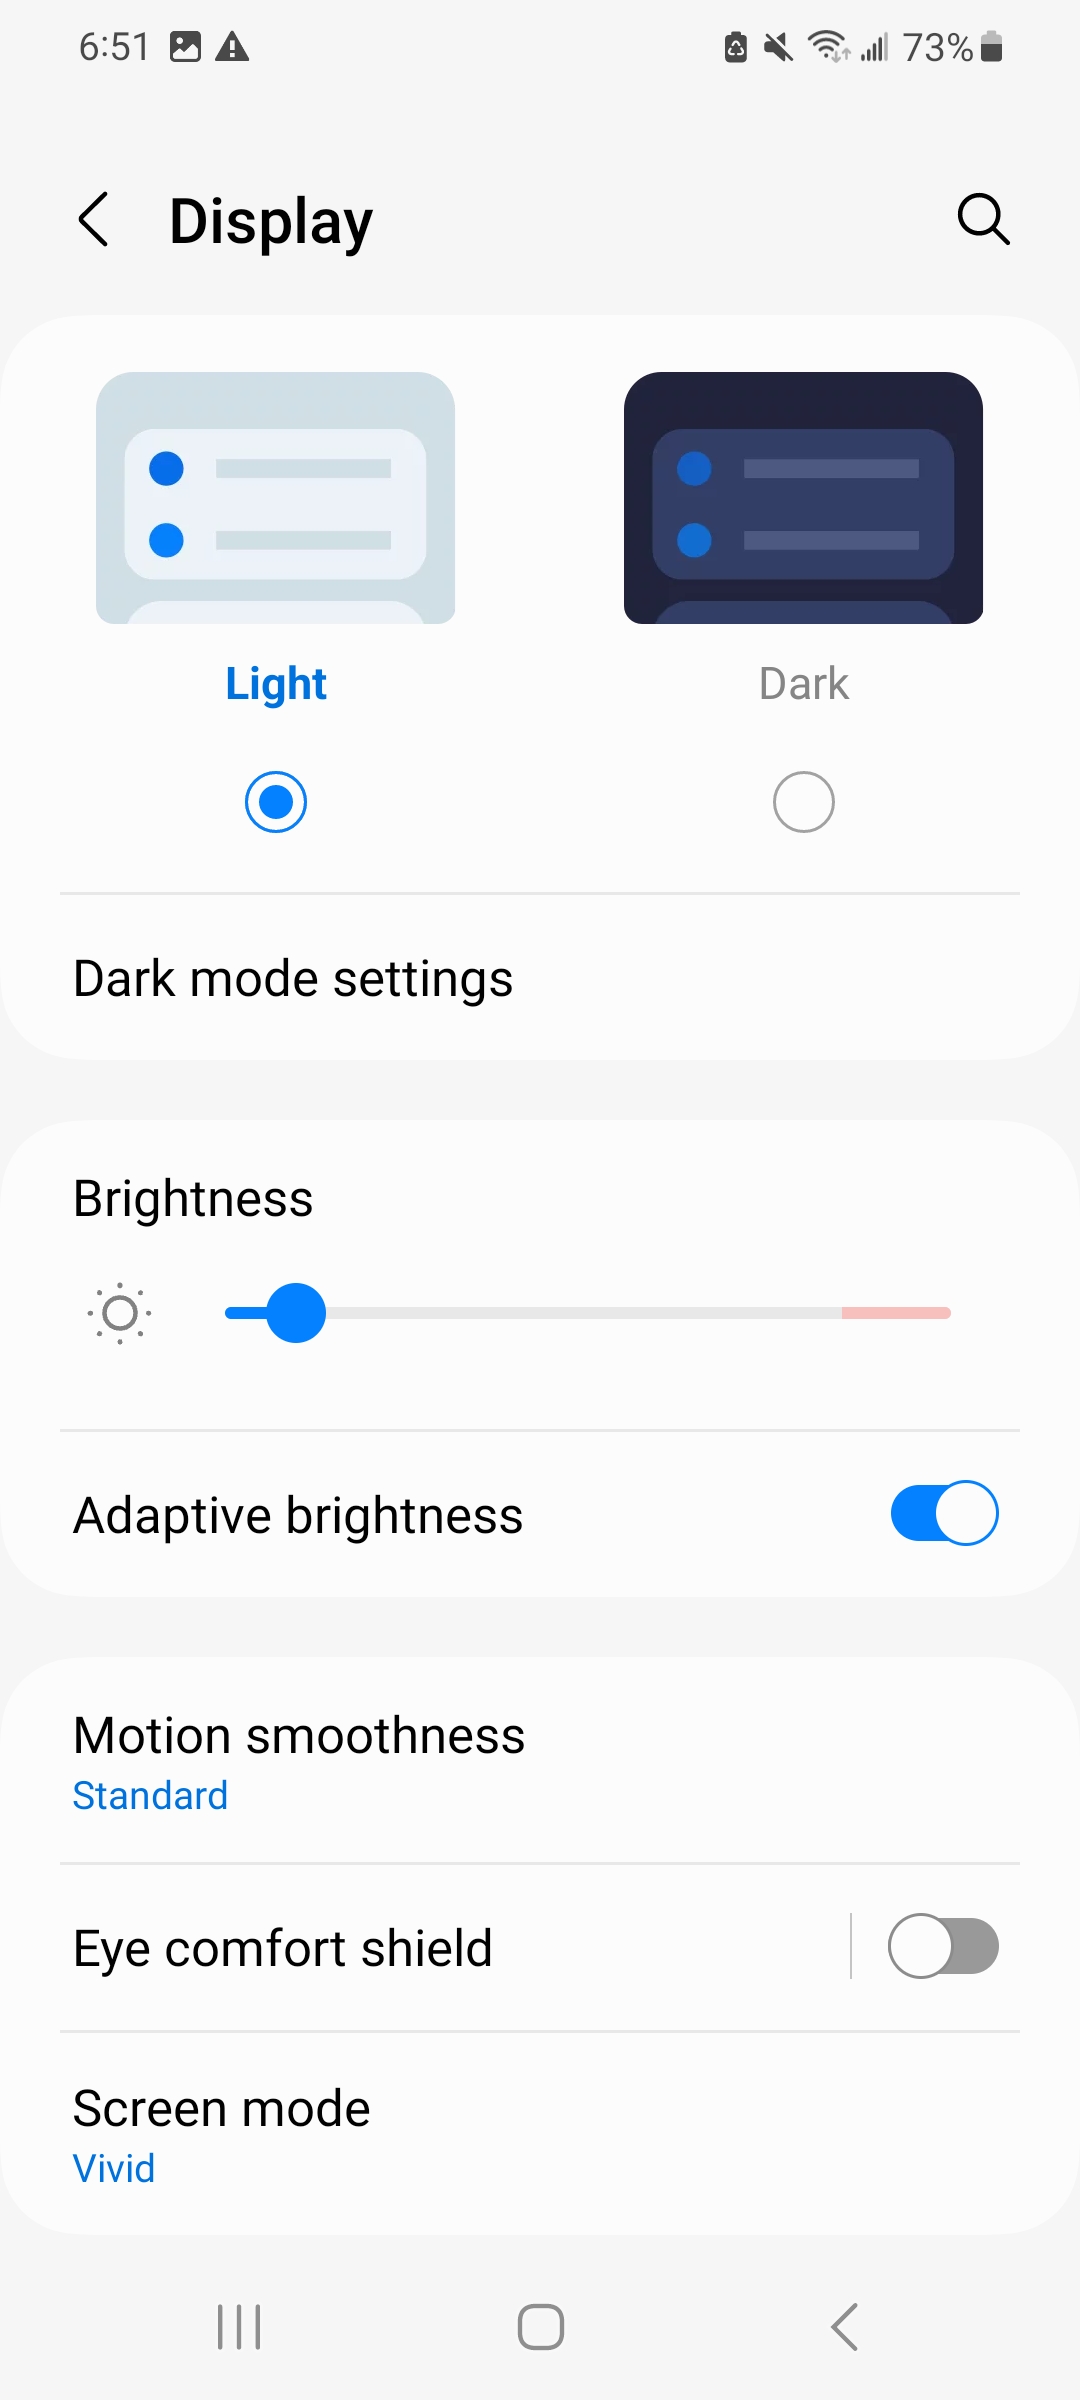 6:51
73%
Display
Light
Dark
Dark mode settings
Brightness
Adaptive brightness
Motion smoothness
Standard
Eye comfort shield
Screen mode
Vivid